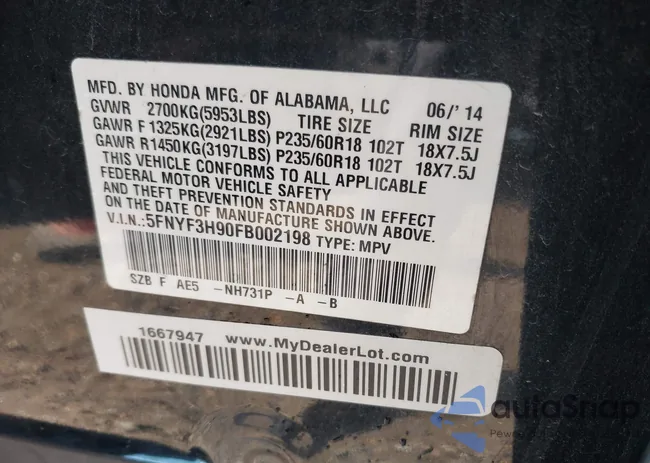 MFD. BY HONDA MFG. OF ALABAMA, LLC 06/'14
GVWR 2700KG(5953LBS) TIRE SIZE RIM SIZE
GAWR F 1325KG(2921LBS) P235/60R18 102T 18X7.5J
GAWR R1450KG(3197LBS) P235/60R18 102T 18X7.5J
THIS VEHICLE CONFORMS TO ALL APPLICABLE
FEDERAL MOTOR VEHICLE SAFETY
AND THEFT PREVENTION STANDARDS IN EFFECT
ON THE DATE OF MANUFACTURE SHOWN ABOVE.
V.I.N.:5FNYF3H90FB002198 TYPE: MPV
SZB F AE5 -NH731P -A -B
1667947 www.MyDealerLot.com
autoSnap